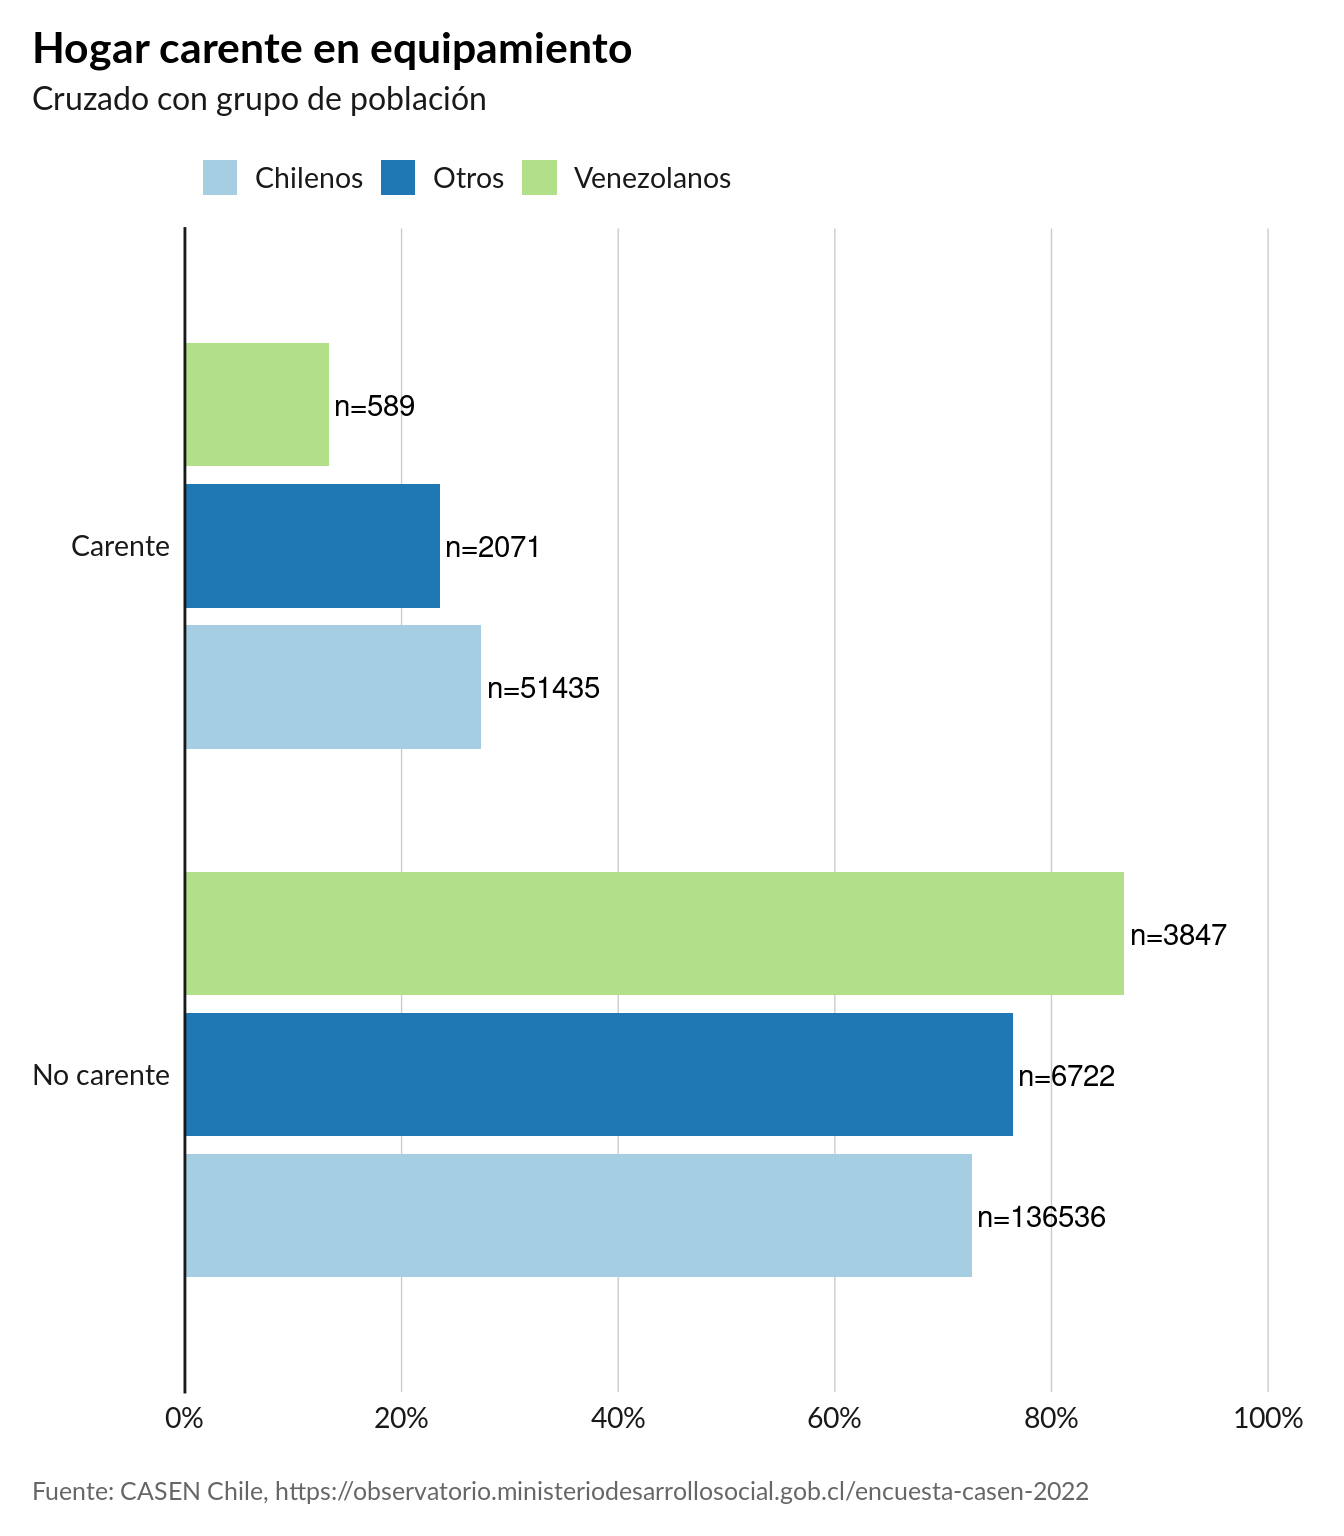 Hogar carente en equipamiento
Cruzado con grupo de población
Chilenos Otros Venezolanos
n=589
Carente n=2071
n=51435
n=3847
No carente n=6722
n=136536
0% 20% 40% 60% 80% 100%
Fuente: CASEN Chile, https://observatorio.ministeriodesarrollosocial.gob.cl/encuesta-casen-2022